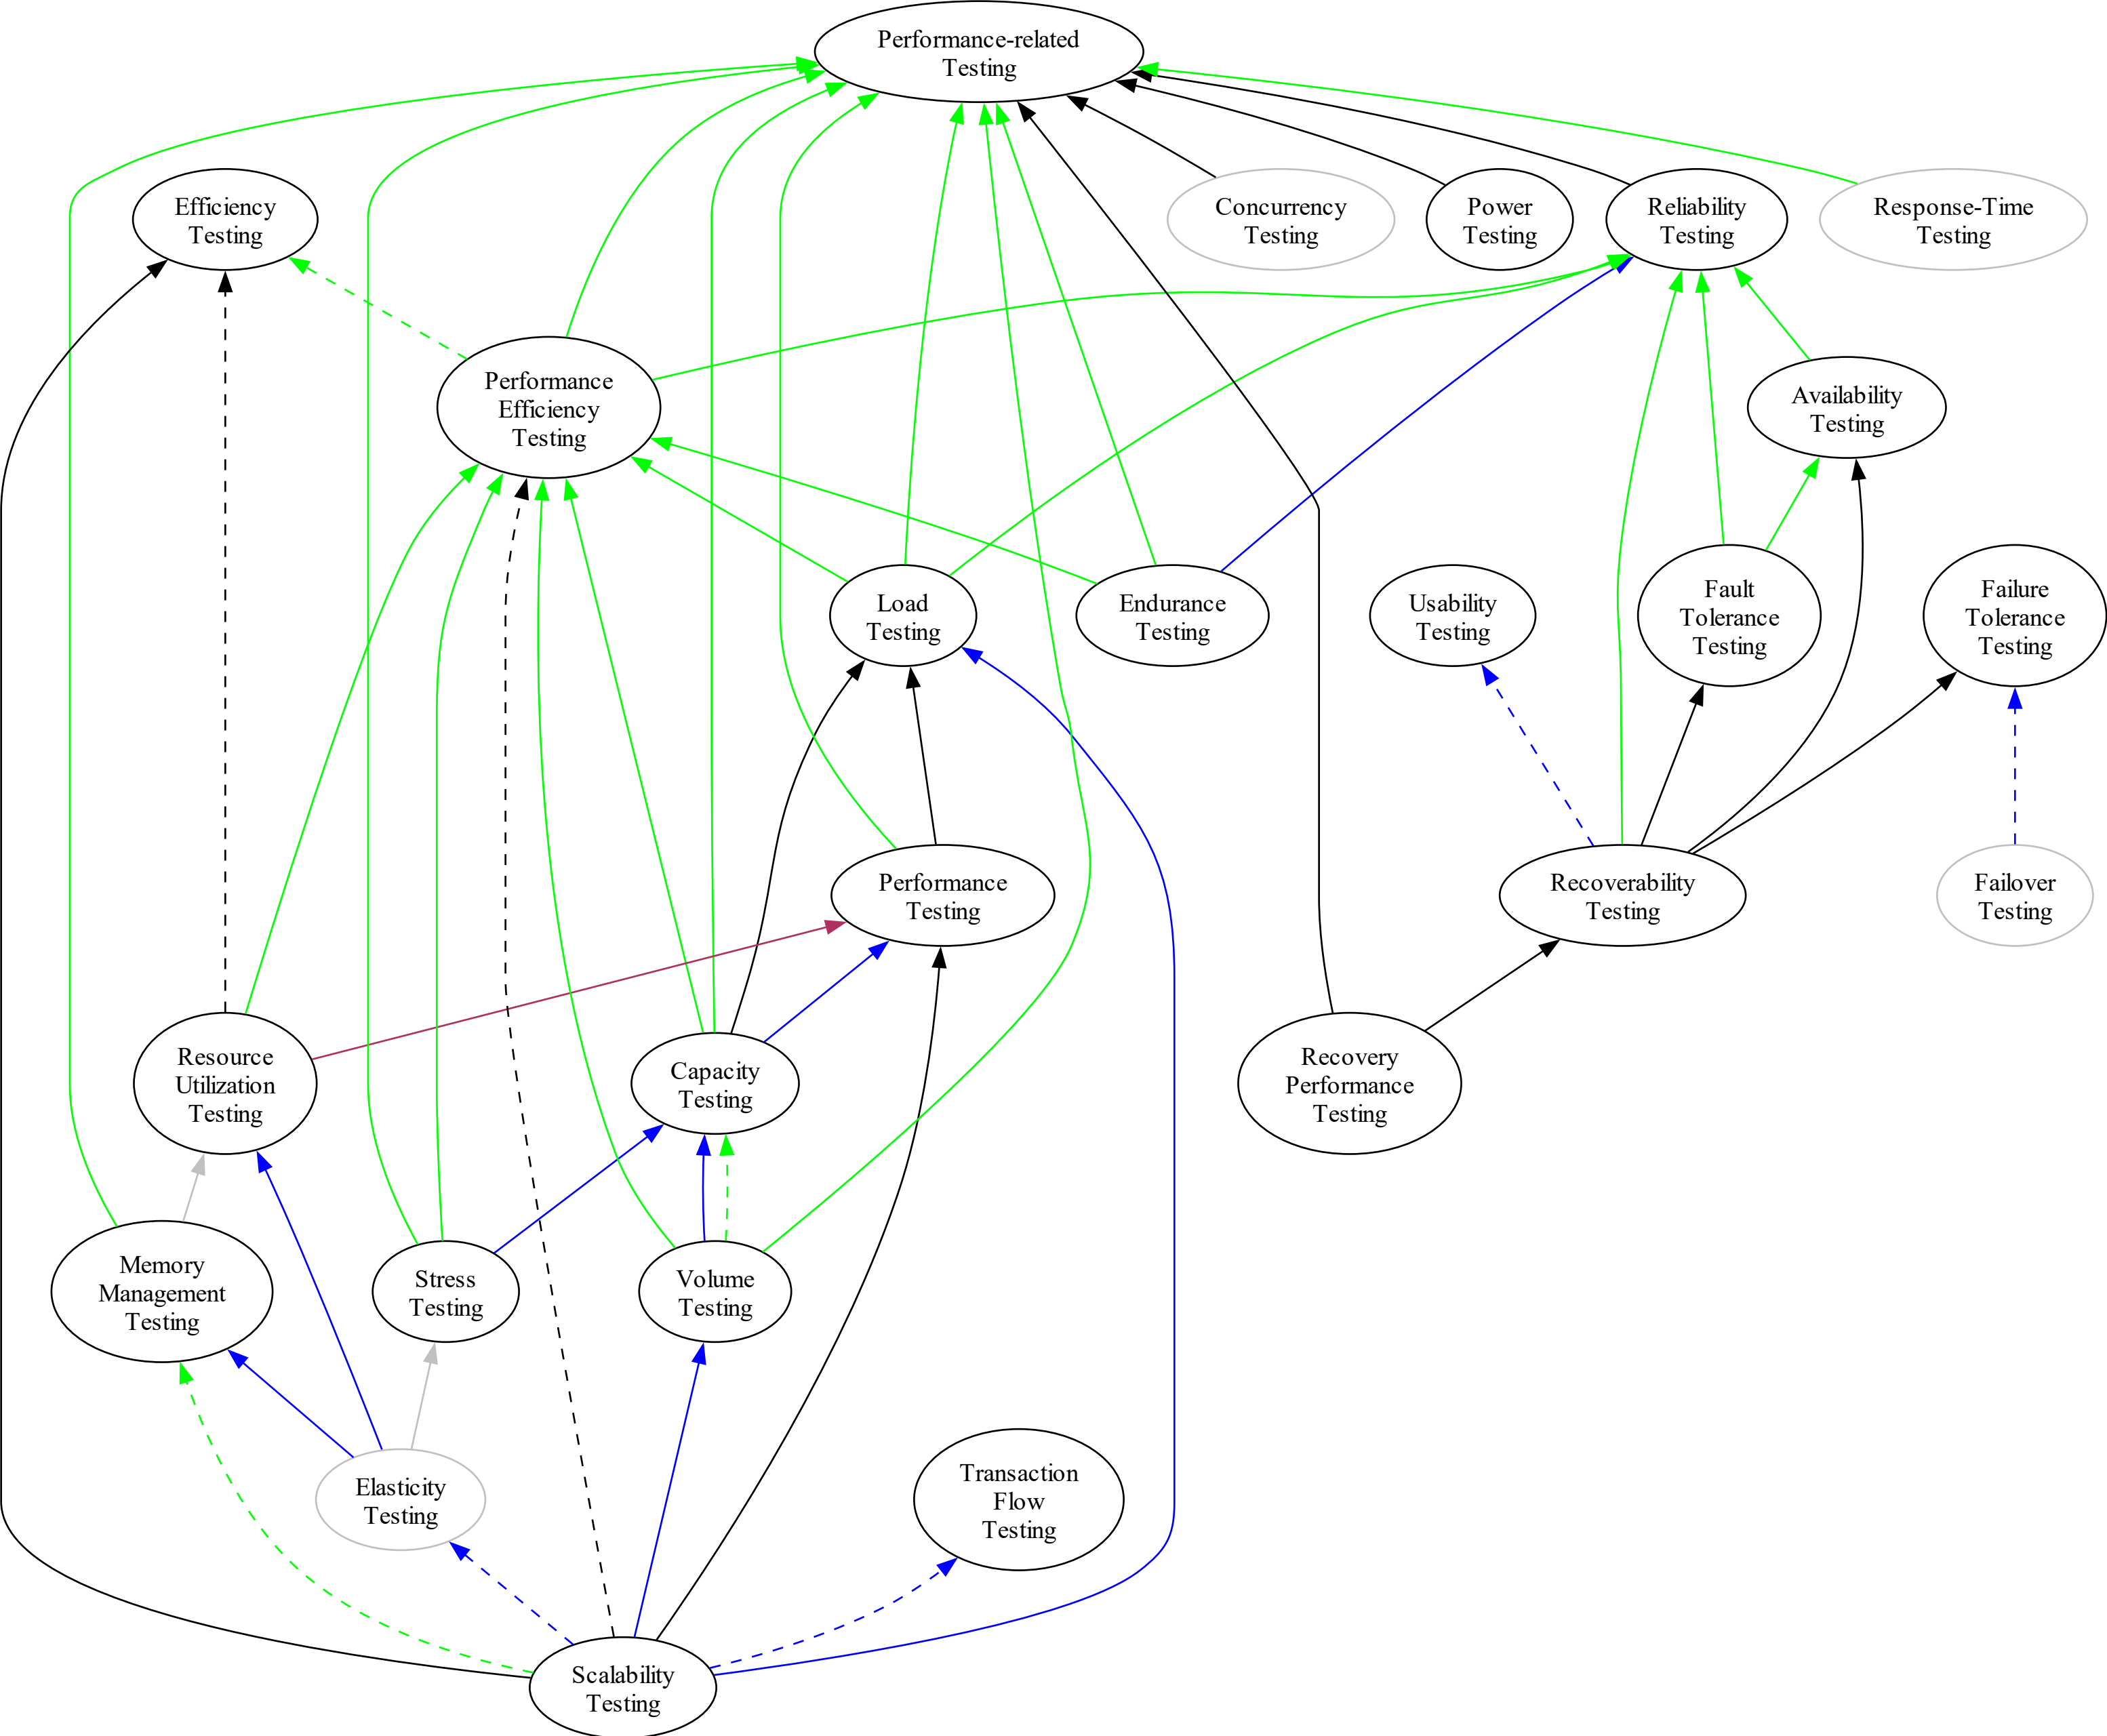 Performance-related
Testing
Efficiency
Testing
Concurrency
Testing
Power
Testing
Reliability
Testing
Response-Time
Testing
Performance
Efficiency
Testing
Availability
Testing
Load
Testing
Endurance
Testing
Usability
Testing
Fault
Tolerance
Testing
Failure
Tolerance
Testing
Performance
Testing
Recoverability
Testing
Failover
Testing
Resource
Utilization
Testing
Capacity
Testing
Recovery
Performance
Testing
Memory
Management
Testing
Stress
Testing
Volume
Testing
Elasticity
Testing
Transaction
Flow
Testing
Scalability
Testing